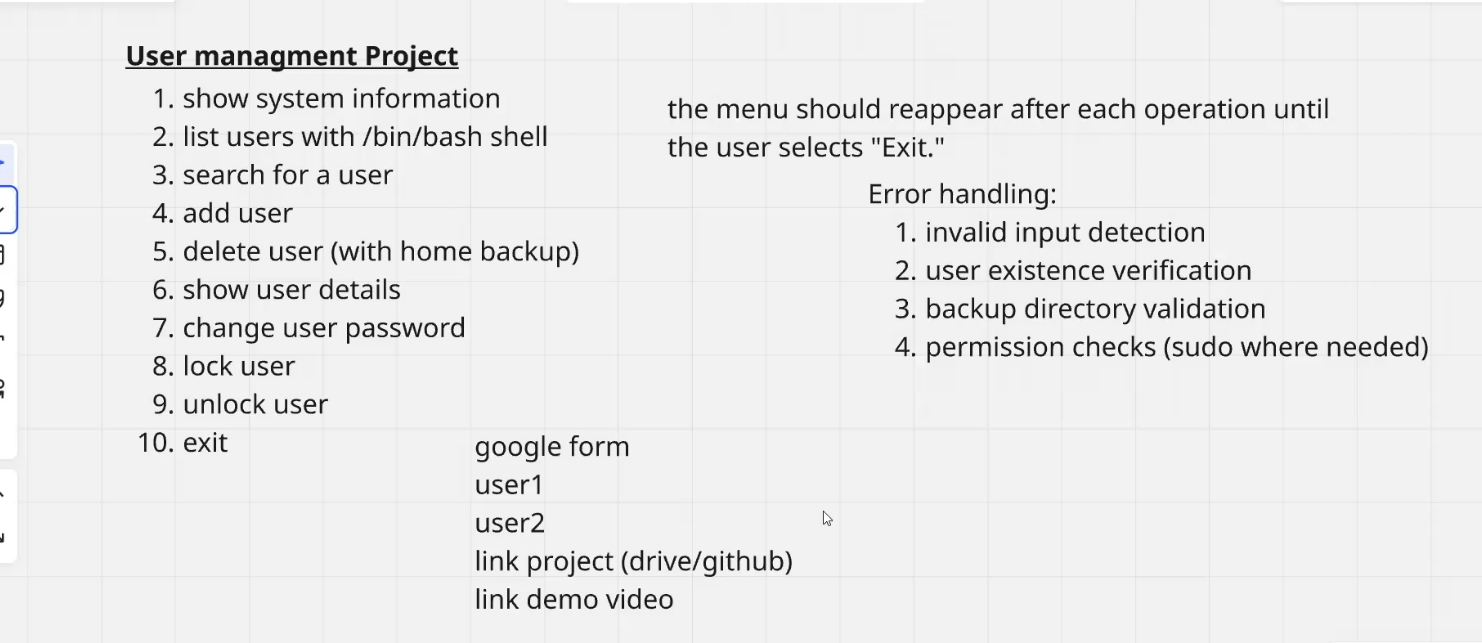 User managment Project
1. show system information
2. list users with /bin/bash shell
3. search for a user
4. add user
5. delete user (with home backup)
6. show user details
7. change user password
8. lock user
9. unlock user
10. exit
the menu should reappear after each operation until
the user selects "Exit."
Error handling:
1. invalid input detection
2. user existence verification
3. backup directory validation
4. permission checks (sudo where needed)
google form
user1
user2
link project (drive/github)
link demo video